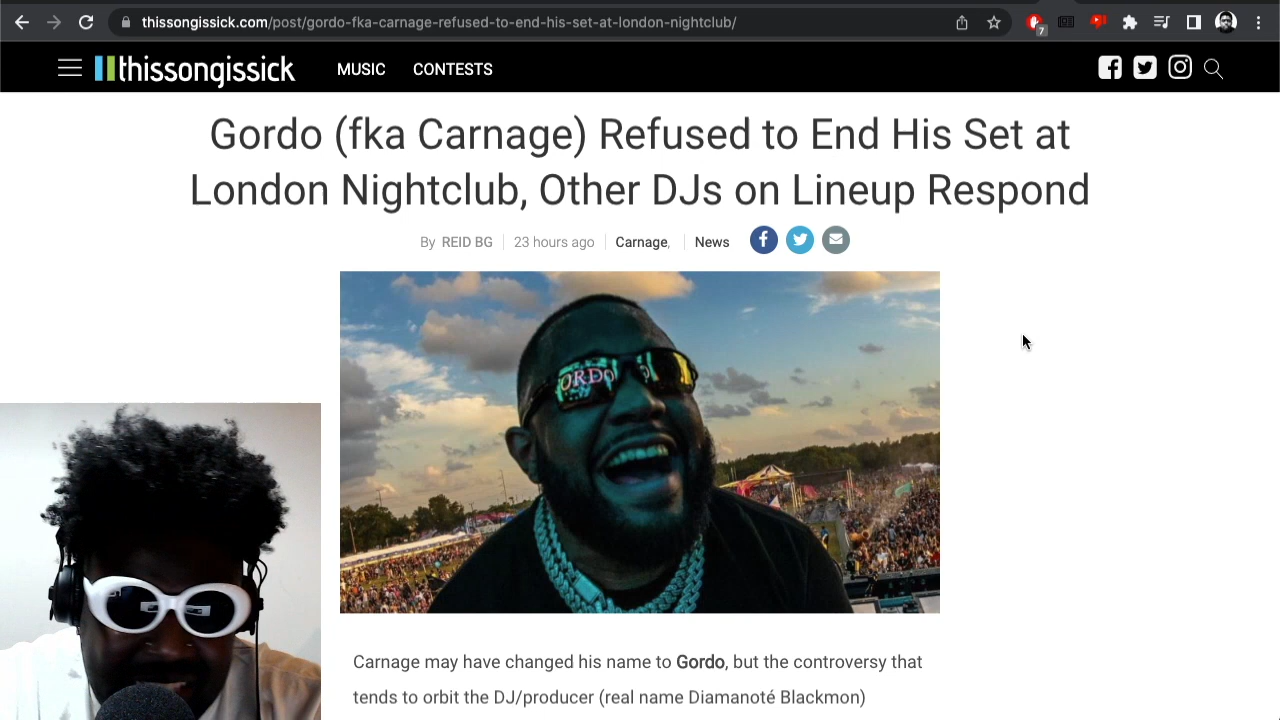 thissongissick.com/post/gordo-fka-carnage-refused-to-end-his-set-at-london-nightclub/
7
thissongissick
MUSIC
CONTESTS
Gordo (fka Carnage) Refused to End His Set at
London Nightclub, Other DJs on Lineup Respond
By REID BG
23 hours ago
Carnage,
News
ORDO
Carnage may have changed his name to Gordo, but the controversy that
tends to orbit the DJ/producer (real name Diamanoté Blackmon)